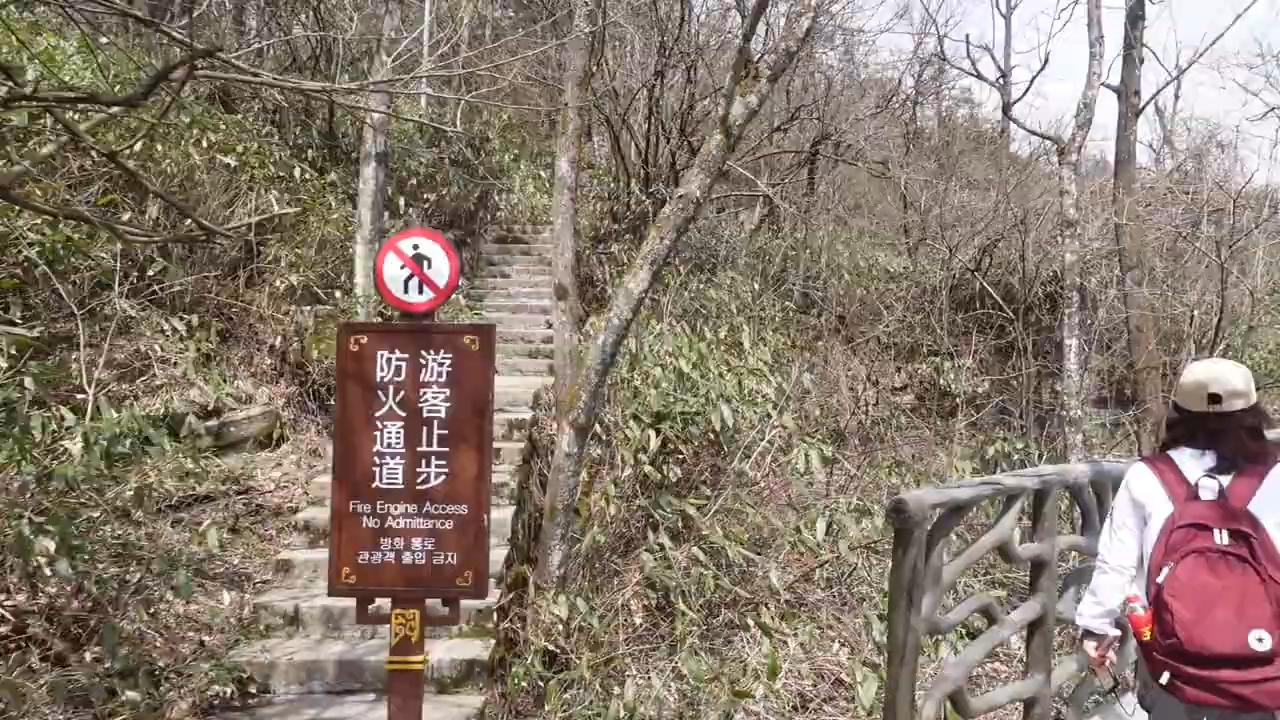 防火通道
游客止步
Fire Engine Access
No Admittance
방화 통로
관광객 출입 금지